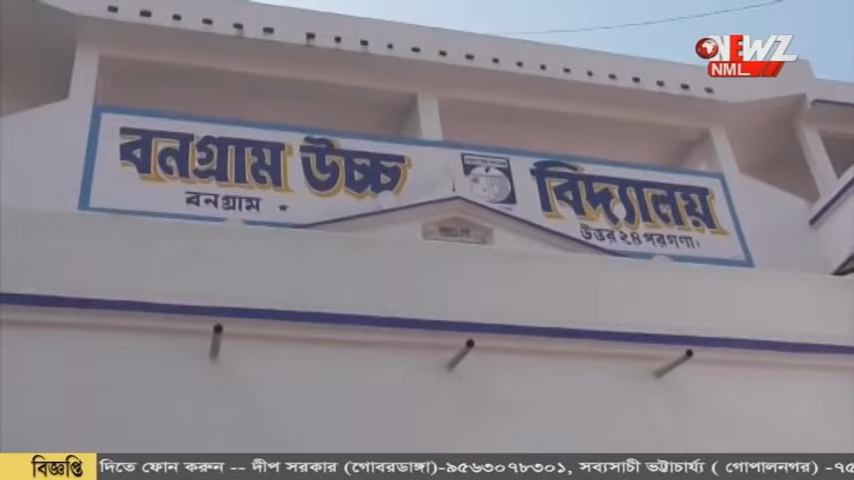 NEWZ
NML
বনগ্রাম উচ্চ বিদ্যালয়
বনগ্রাম ★ উত্তর ২৪ পরগণা।
বিজ্ঞপ্তি দিতে ফোন করুন -- দীপ সরকার (গোবরডাঙ্গা)-৯৫৬৩০৭৮৩০১, সব্যসাচী ভট্টাচার্য্য ( গোপালনগর) -৭৫